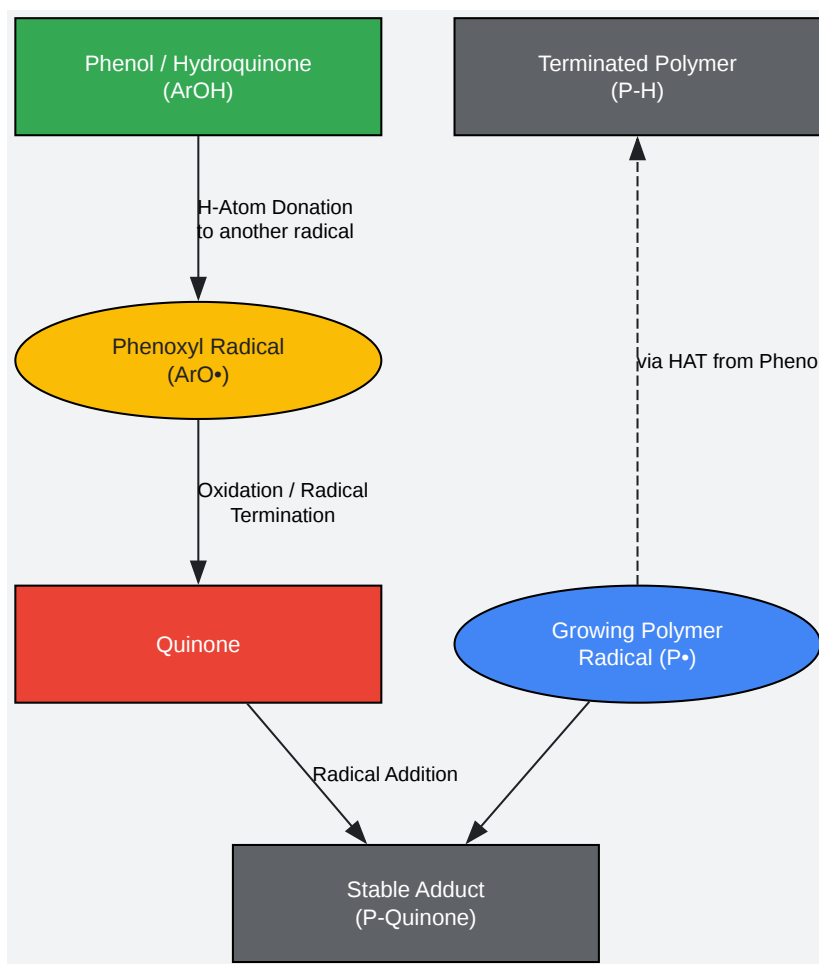 Phenol / Hydroquinone
(ArOH)
Terminated Polymer
(P-H)
H-Atom Donation
to another radical
Phenoxyl Radical
(ArO•)
via HAT from Pheno
Oxidation / Radical
Termination
Quinone
Growing Polymer
Radical (P•)
Radical Addition
Stable Adduct
(P-Quinone)